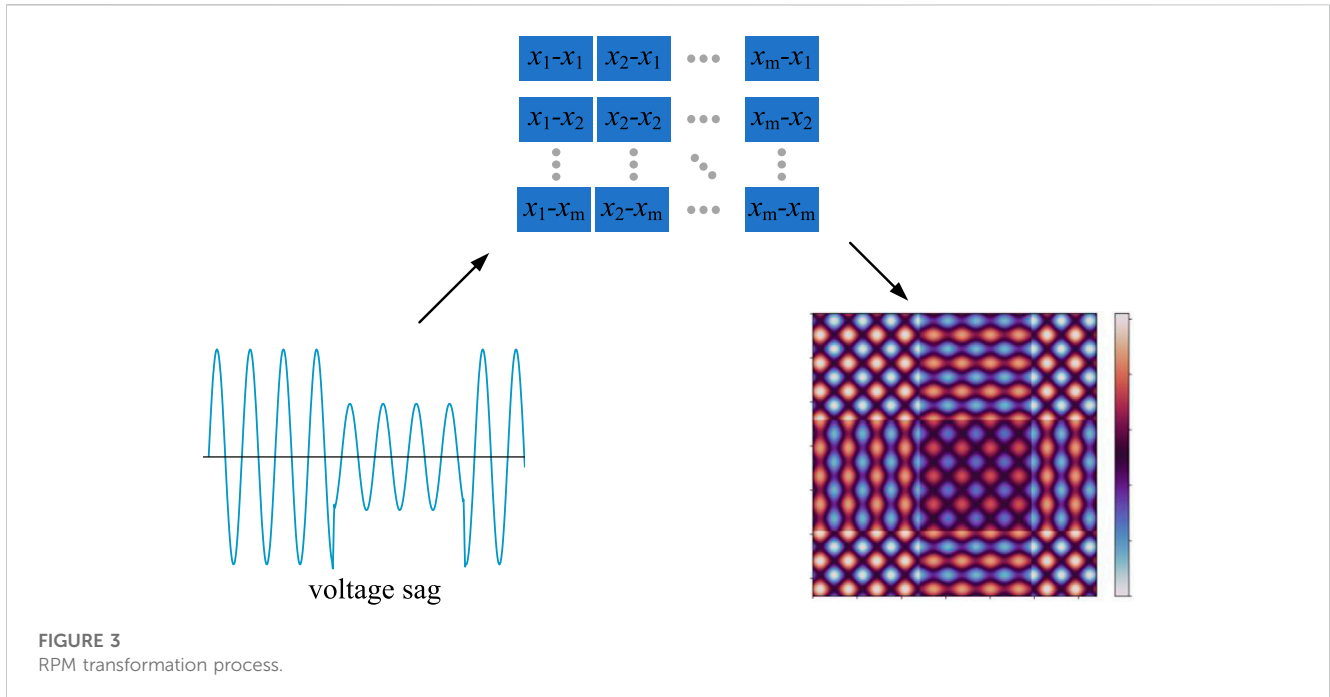 x₁-x₁ x₂-x₁ ••• xₘ-x₁
x₁-x₂ x₂-x₂ ••• xₘ-x₂
x₁-xₘ x₂-xₘ ••• xₘ-xₘ
voltage sag
FIGURE 3
RPM transformation process.